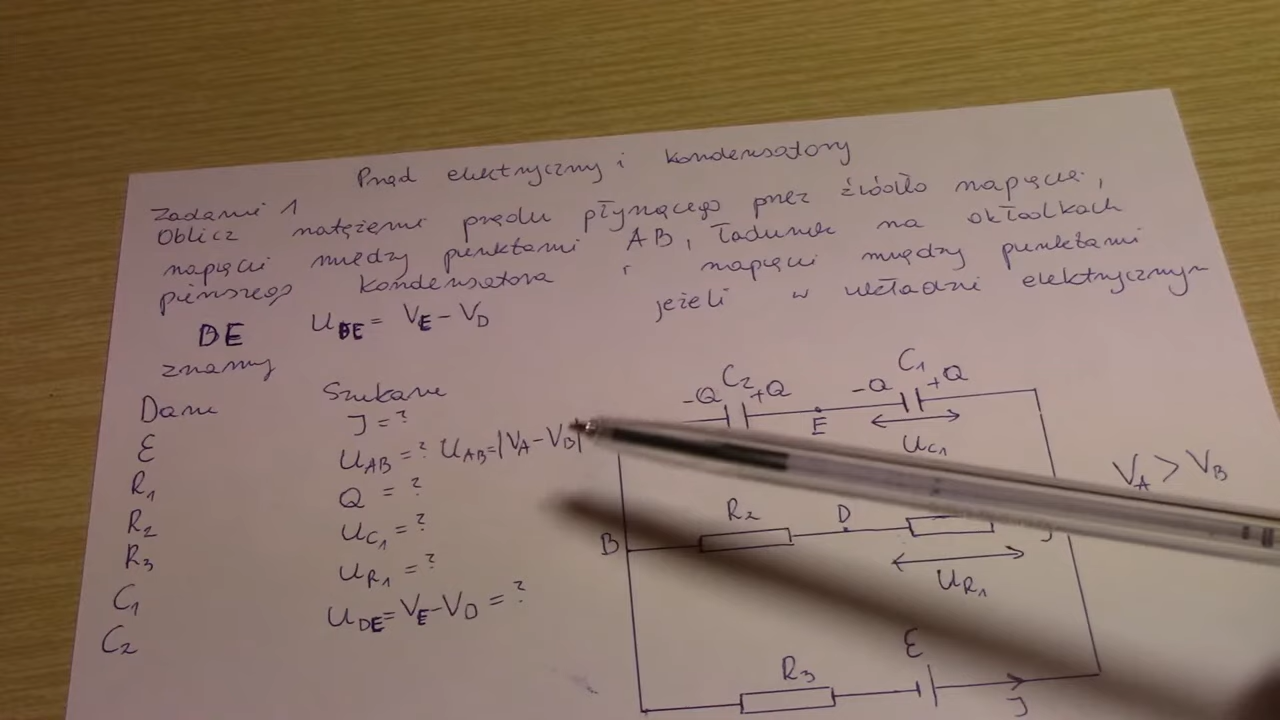 Prąd elektryczny i kondensatory
Zadanie 1
Oblicz natężenie prądu płynącego przez źródło napięcia,
napięcie między punktami AB, ładunek na okładkach
pierwszego kondensatora i napięcie między punktami
DE U_DE = V_E - V_D jeżeli w układzie elektrycznym
znamy
Dane Szukane
ε J = ?
R₁ U_AB = ? U_AB = |V_A - V_B|
R₂ Q = ?
R₃ U_C₁ = ?
C₁ U_R₁ = ?
C₂ U_DE = V_E - V_D = ?
-Q C₂ +Q -Q C₁ +Q
E
U_C₁
V_A > V_B
B R₂ D
U_R₁
R₃ ε
J